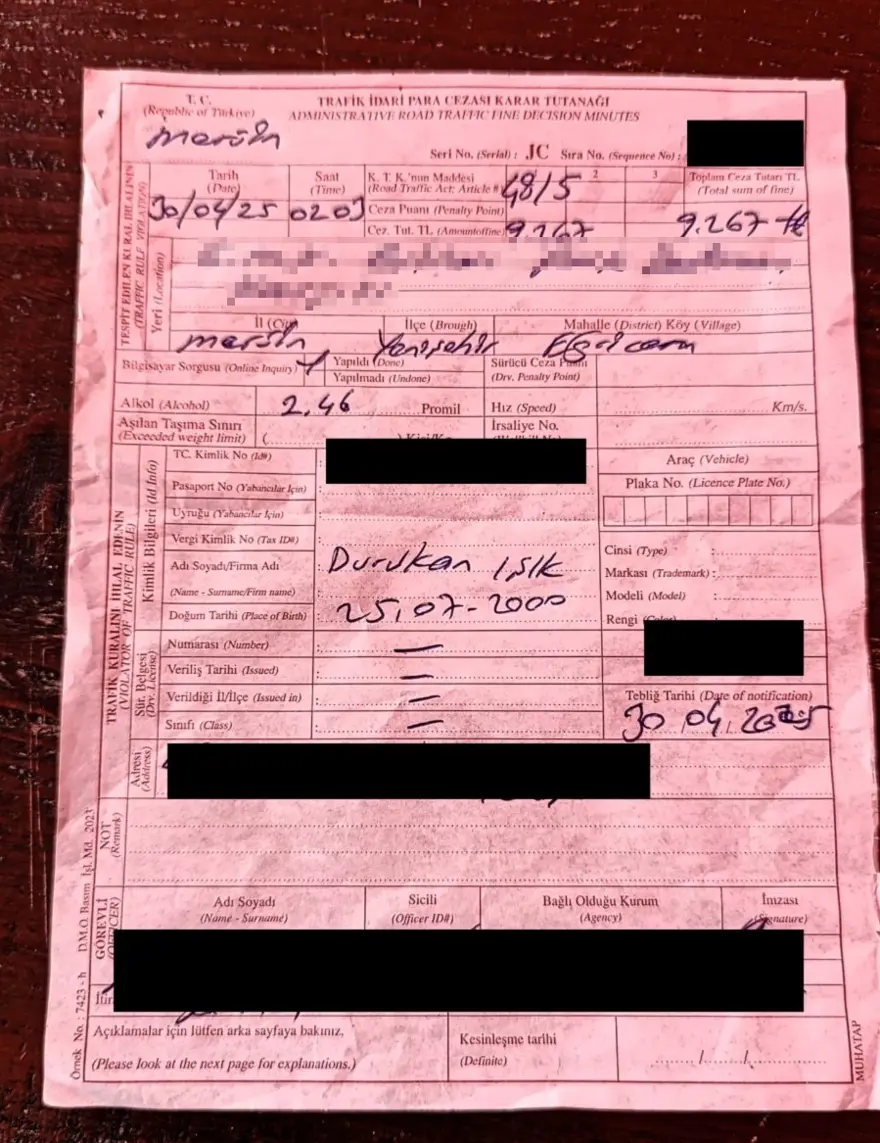 T. C.
(Republic of Türkiye)
TRAFİK İDARİ PARA CEZASI KARAR TUTANAĞI
ADMINISTRATIVE ROAD TRAFFIC FINE DECISION MINUTES
mersin
Seri No. (Serial) : JC Sıra No. (Sequence No) :
TESPİT EDİLEN KURAL İHLALİNİN
(TRAFFIC RULE VIOLATION)
Tarih
(Date)
30/04/25
Saat
(Time)
0203
K. T. K.'nun Maddesi
(Road Traffic Act; Article #)
48/5
2
3
Toplam Ceza Tutarı TL
(Total sum of fine)
Ceza Puanı (Penalty Point)
Cez. Tut. TL (Amountoffine)
9.267
9.267 tl
Yeri (Location)
İl (City)
İlçe (Brough)
Mahalle (District) Köy (Village)
mersin Yenişehir
Bilgisayar Sorgusu (Online Inquiry)
Yapıldı (Done)
Yapılmadı (Undone)
Sürücü Ceza Puanı
(Drv. Penalty Point)
Alkol (Alcohol) 2,46 Promil
Hız (Speed) Km/s.
Aşılan Taşıma Sınırı
(Exceeded weight limit) (
İrsaliye No.
TRAFİK KURALINI İHLAL EDENİN
(VIOLATOR OF TRAFFIC RULE)
Kimlik Bilgileri (Id Info)
TC. Kimlik No (Id#) :
Pasaport No (Yabancılar İçin) :
Uyruğu (Yabancılar İçin) :
Vergi Kimlik No (Tax ID#) :
Adı Soyadı/Firma Adı
(Name - Surname/Firm name)
: Durukan IŞIK
Doğum Tarihi (Place of Birth) : 25.07-2000
Araç (Vehicle)
Plaka No. (Licence Plate No.)
Cinsi (Type) :
Markası (Trademark) :
Modeli (Model) :
Rengi (Color)
Sür. Belgesi
(Drv. License)
Numarası (Number) : —
Veriliş Tarihi (Issued) : —
Verildiği İl/İlçe (Issued in) : —
Sınıfı (Class) : —
Tebliğ Tarihi (Date of notification)
30.04.2025
Adresi
(Address)
NOT
(Remark)
GÖREVLİ
(OFFICER)
Adı Soyadı
(Name - Surname)
Sicili
(Officer ID#)
Bağlı Olduğu Kurum
(Agency)
İmzası
(Signature)
Açıklamalar için lütfen arka sayfaya bakınız.
(Please look at the next page for explanations.)
Kesinleşme tarihi
(Definite)
/ /
Örnek No. : 7423 - h D.M.O. Basım İşl. Md. 2023
MUHATAP